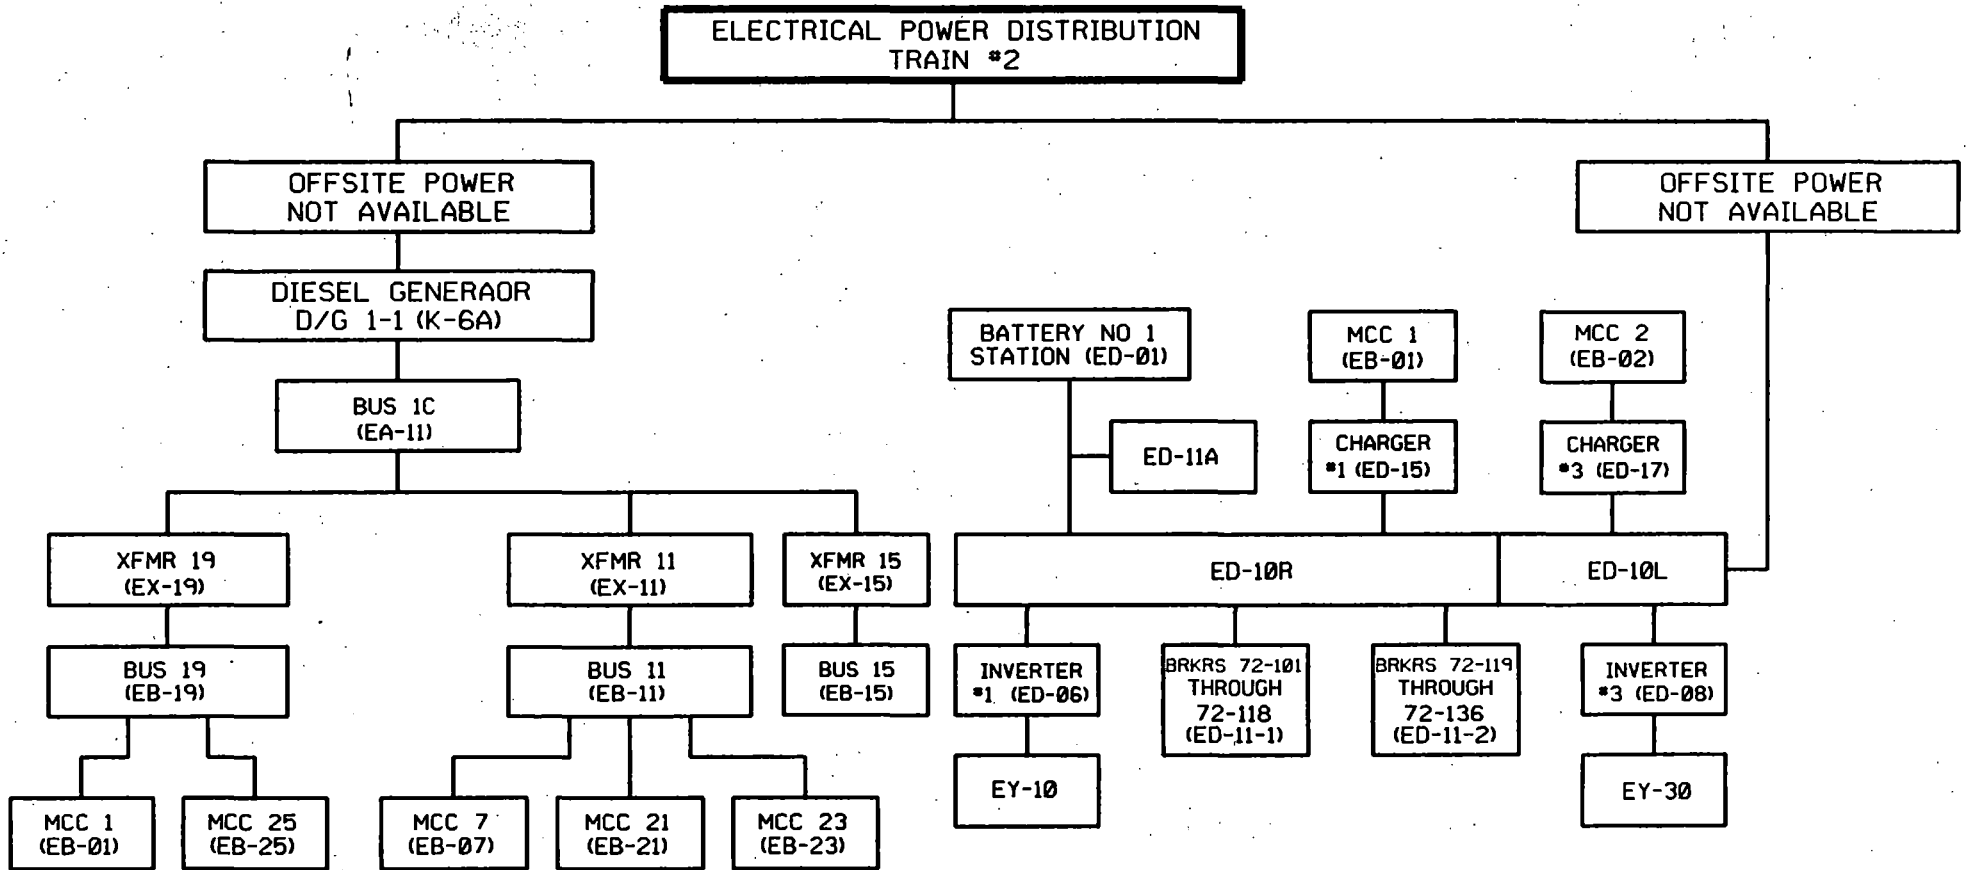 ELECTRICAL POWER DISTRIBUTION
TRAIN #2
OFFSITE POWER
NOT AVAILABLE
OFFSITE POWER
NOT AVAILABLE
DIESEL GENERAOR
D/G 1-1 (K-6A)
BUS 1C
(EA-11)
BATTERY NO 1
STATION (ED-01)
MCC 1
(EB-01)
MCC 2
(EB-02)
ED-11A
CHARGER
#1 (ED-15)
CHARGER
#3 (ED-17)
XFMR 19
(EX-19)
XFMR 11
(EX-11)
XFMR 15
(EX-15)
ED-10R
ED-10L
BUS 19
(EB-19)
BUS 11
(EB-11)
BUS 15
(EB-15)
INVERTER
#1 (ED-06)
BRKRS 72-101
THROUGH
72-118
(ED-11-1)
BRKRS 72-119
THROUGH
72-136
(ED-11-2)
INVERTER
#3 (ED-08)
MCC 1
(EB-01)
MCC 25
(EB-25)
MCC 7
(EB-07)
MCC 21
(EB-21)
MCC 23
(EB-23)
EY-10
EY-30